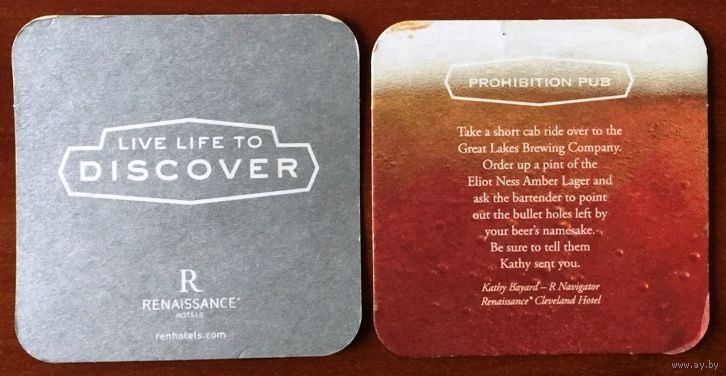 LIVE LIFE TO
DISCOVER
R
RENAISSANCE®
HOTELS
renhotels.com
PROHIBITION PUB
Take a short cab ride over to the
Great Lakes Brewing Company.
Order up a pint of the
Eliot Ness Amber Lager and
ask the bartender to point
out the bullet holes left by
your beer's namesake.
Be sure to tell them
Kathy sent you.
Kathy Bayard – R Navigator
Renaissance® Cleveland Hotel
www.ay.by